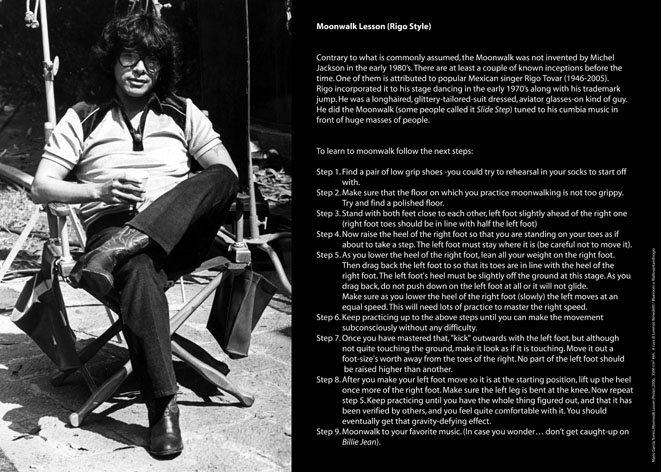 Moonwalk Lesson (Rigo Style)
Contrary to what is commonly assumed, the Moonwalk was not invented by Michel
Jackson in the early 1980's. There are at least a couple of known inceptions before the
time. One of them is attributed to popular Mexican singer Rigo Tovar (1946-2005).
Rigo incorporated it to his stage dancing in the early 1970's along with his trademark
jump. He was a longhaired, glittery-tailored-suit dressed, aviator glasses-on kind of guy.
He did the Moonwalk (some people called it Slide Step) tuned to his cumbia music in
front of huge masses of people.
To learn to moonwalk follow the next steps:
Step 1. Find a pair of low grip shoes -you could try to rehearsal in your socks to start off
with.
Step 2. Make sure that the floor on which you practice moonwalking is not too grippy.
Try and find a polished floor.
Step 3. Stand with both feet close to each other, left foot slightly ahead of the right one
(right foot toes should be in line with half the left foot)
Step 4. Now raise the heel of the right foot so that you are standing on your toes as if
about to take a step. The left foot must stay where it is (be careful not to move it).
Step 5. As you lower the heel of the right foot, lean all your weight on the right foot.
Then drag back the left foot to so that its toes are in line with the heel of the
right foot. The left foot's heel must be slightly off the ground at this stage. As you
drag back, do not push down on the left foot at all or it will not glide.
Make sure as you lower the heel of the right foot (slowly) the left moves at an
equal speed. This will need lots of practice to master the right speed.
Step 6. Keep practicing up to the above steps until you can make the movement
subconsciously without any difficulty.
Step 7. Once you have mastered that, "kick" outwards with the left foot, but although
not quite touching the ground, make it look as if it is touching. Move it out a
foot-size's worth away from the toes of the right. No part of the left foot should
be raised higher than another.
Step 8. After you make your left foot move so it is at the starting position, lift up the heel
once more of the right foot. Make sure the left leg is bent at the knee. Now repeat
step 5. Keep practicing until you have the whole thing figured out, and that it has
been verified by others, and you feel quite comfortable with it. You should
eventually get that gravity-defying effect.
Step 9. Moonwalk to your favorite music. (In case you wonder… don't get caught-up on
Billie Jean).